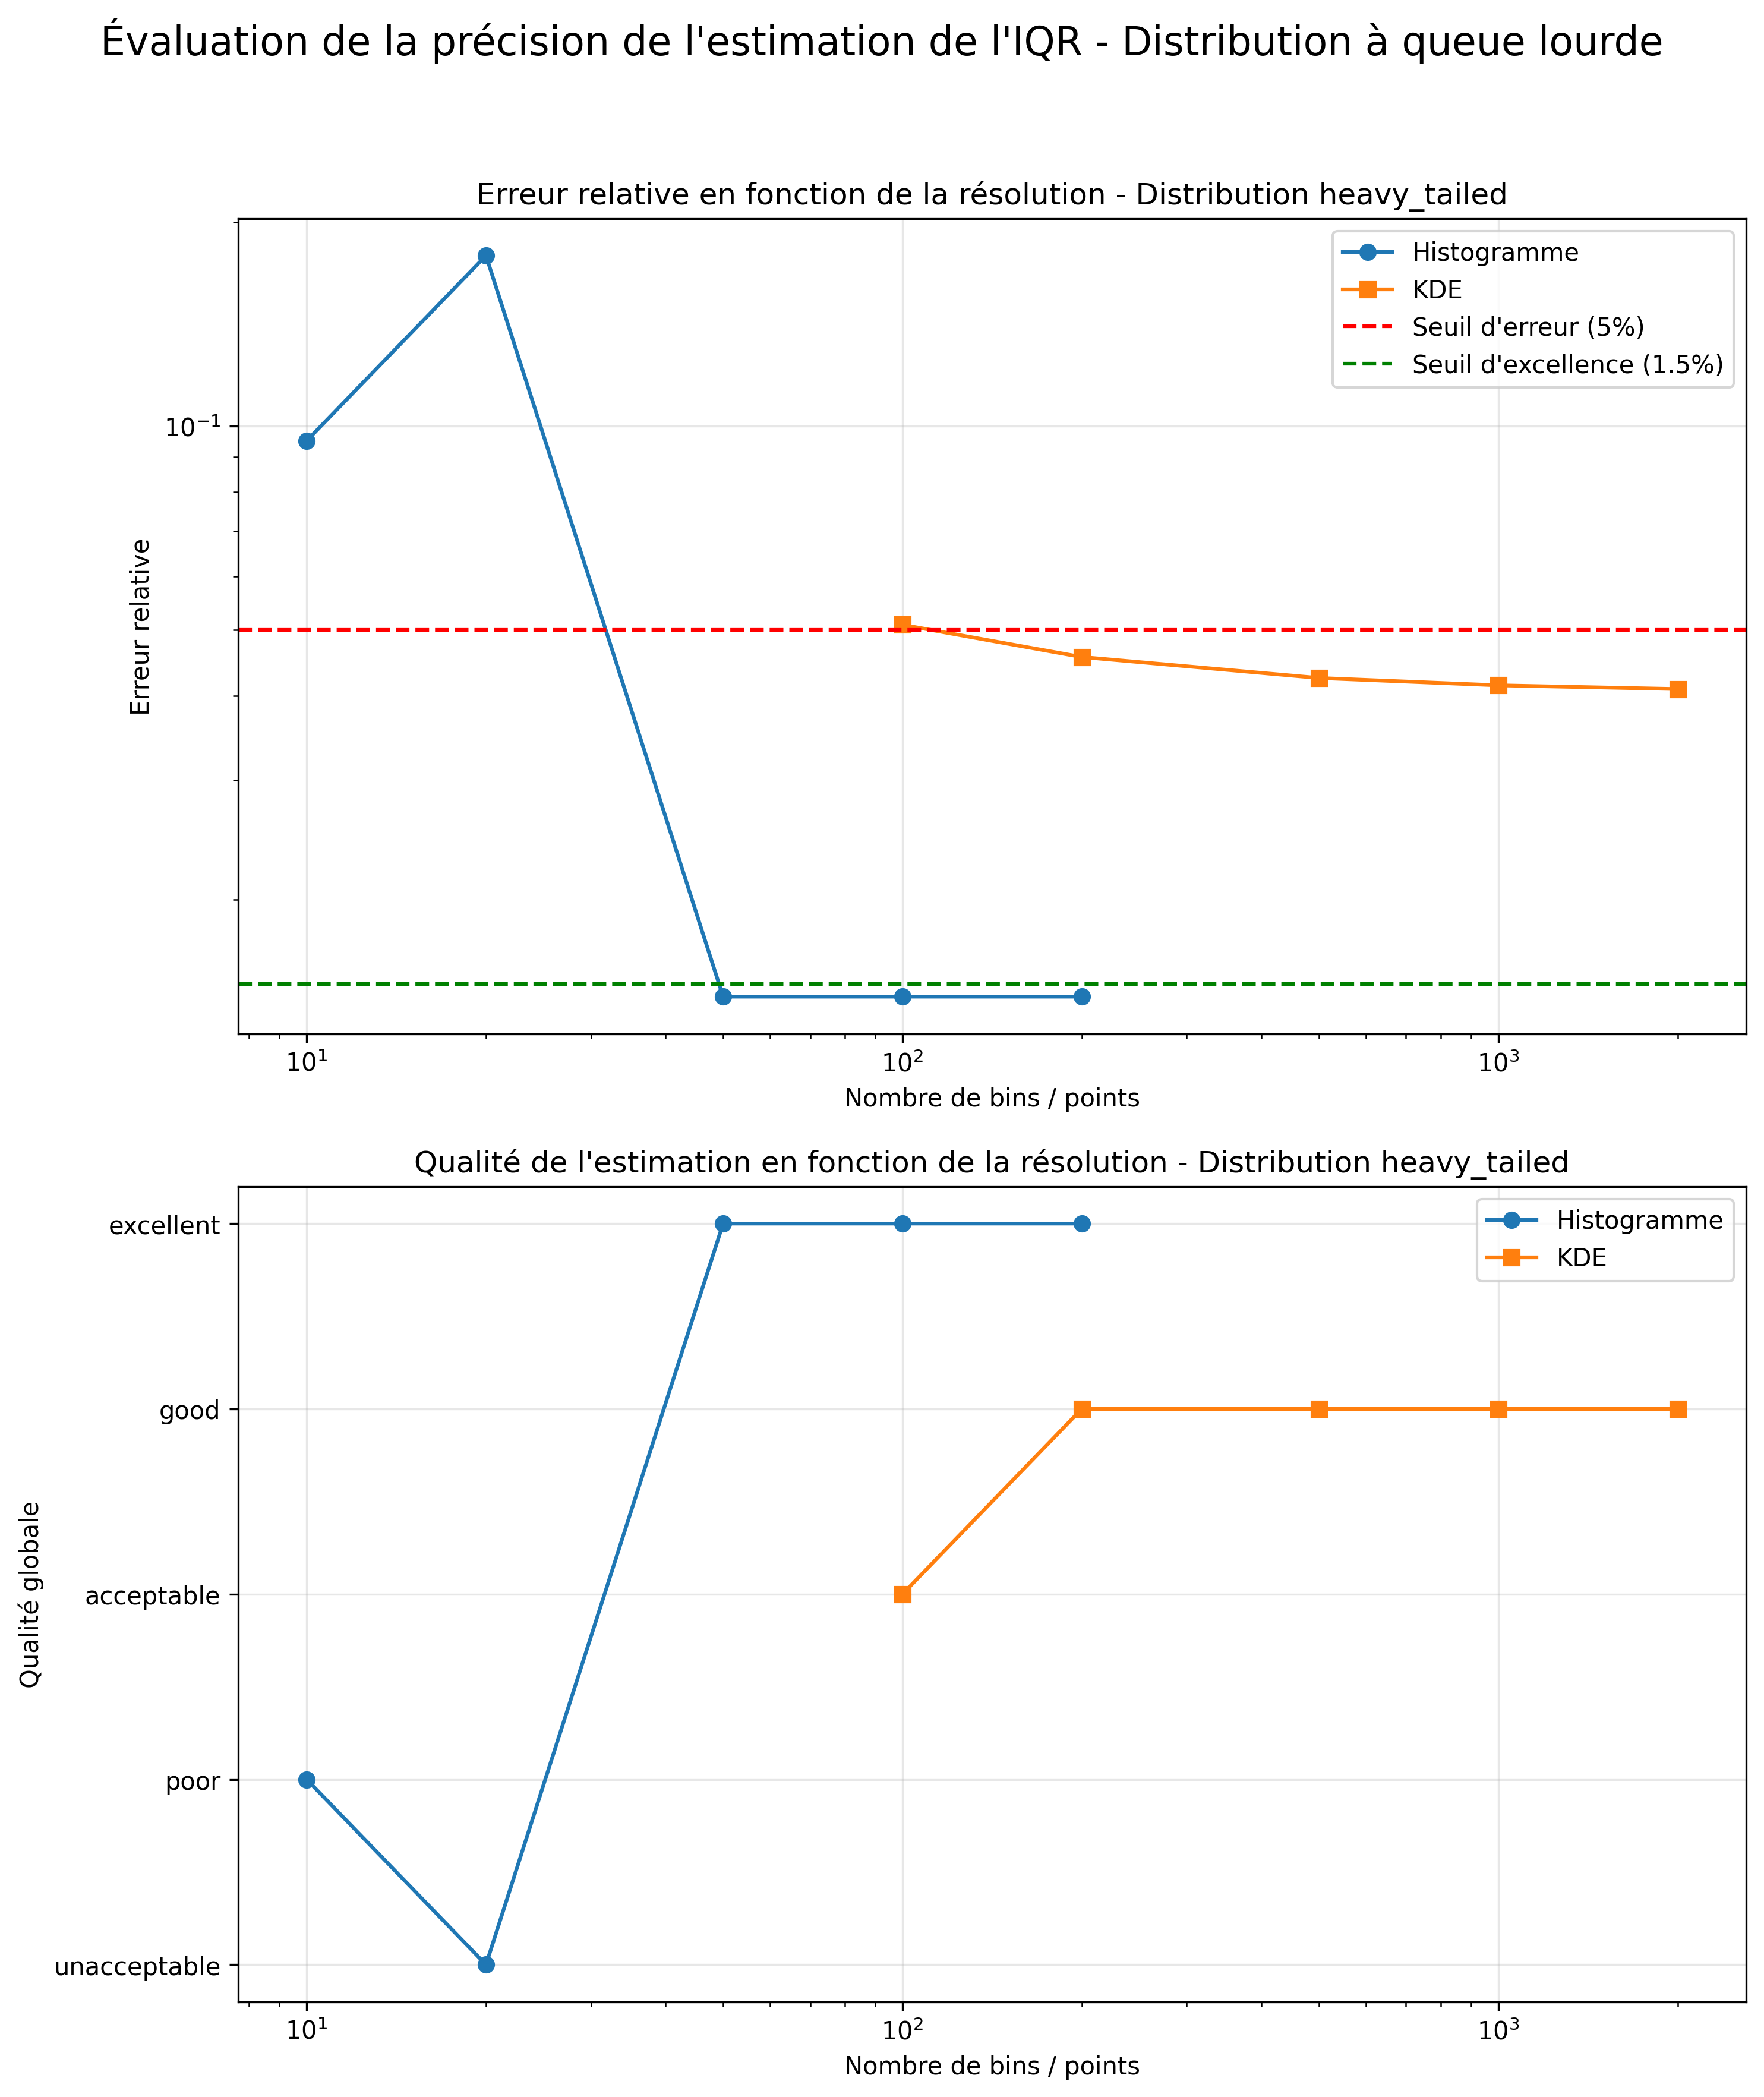 Évaluation de la précision de l'estimation de l'IQR - Distribution à queue lourde
Erreur relative en fonction de la résolution - Distribution heavy_tailed
Histogramme
KDE
Seuil d'erreur (5%)
Seuil d'excellence (1.5%)
10⁻¹
Erreur relative
10¹
10²
10³
Nombre de bins / points
Qualité de l'estimation en fonction de la résolution - Distribution heavy_tailed
Histogramme
KDE
excellent
good
acceptable
poor
unacceptable
Qualité globale
10¹
10²
10³
Nombre de bins / points